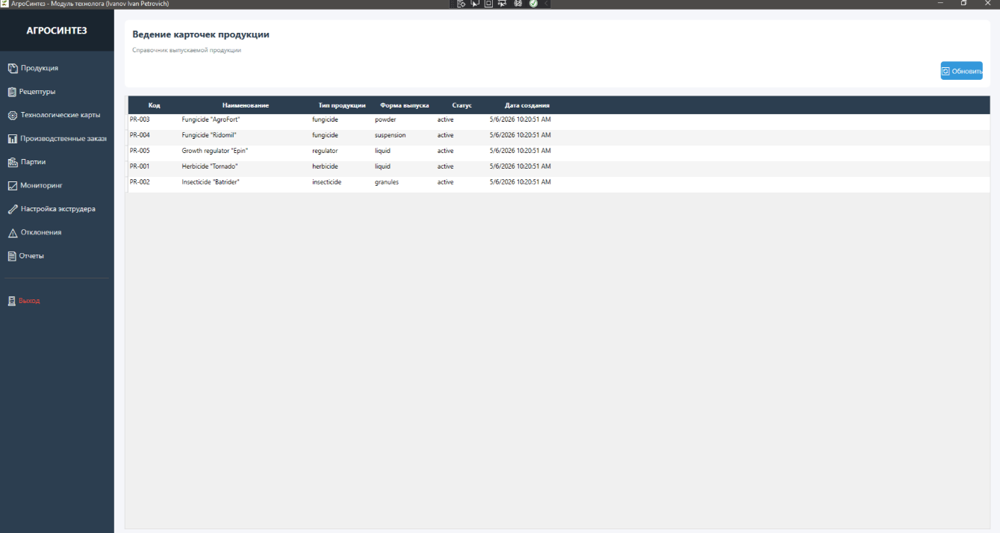 АгроСинтез - Модуль технолога (Ivanov Ivan Petrovich)
АГРОСИНТЕЗ
Продукция
Рецептуры
Технологические карты
Производственные заказы
Партии
Мониторинг
Настройка экструдера
Отклонения
Отчеты
Выход
Ведение карточек продукции
Справочник выпускаемой продукции
Обновить
Код Наименование Тип продукции Форма выпуска Статус Дата создания
PR-003 Fungicide "AgroFort" fungicide powder active 5/6/2026 10:20:51 AM
PR-004 Fungicide "Ridomil" fungicide suspension active 5/6/2026 10:20:51 AM
PR-005 Growth regulator "Epin" regulator liquid active 5/6/2026 10:20:51 AM
PR-001 Herbicide "Tornado" herbicide liquid active 5/6/2026 10:20:51 AM
PR-002 Insecticide "Batrider" insecticide granules active 5/6/2026 10:20:51 AM